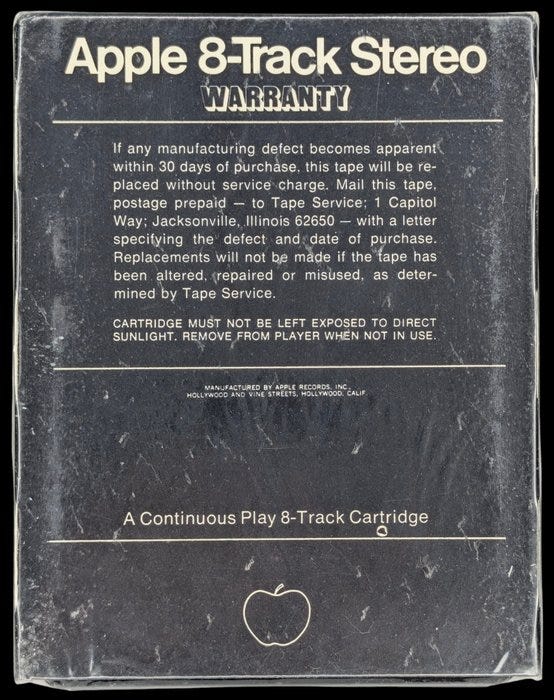 Apple 8-Track Stereo
WARRANTY
If any manufacturing defect becomes apparent
within 30 days of purchase, this tape will be re-
placed without service charge. Mail this tape,
postage prepaid — to Tape Service; 1 Capitol
Way; Jacksonville, Illinois 62650 — with a letter
specifying the defect and date of purchase.
Replacements will not be made if the tape has
been altered, repaired or misused, as deter-
mined by Tape Service.
CARTRIDGE MUST NOT BE LEFT EXPOSED TO DIRECT
SUNLIGHT. REMOVE FROM PLAYER WHEN NOT IN USE.
MANUFACTURED BY APPLE RECORDS, INC.,
HOLLYWOOD AND VINE STREETS, HOLLYWOOD, CALIF.
A Continuous Play 8-Track Cartridge